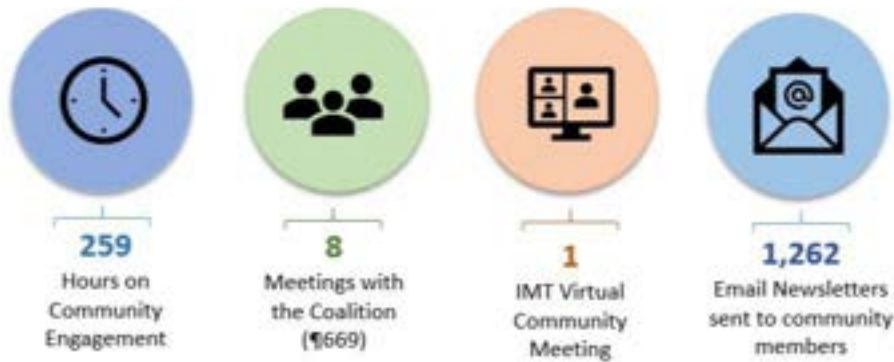 259
Hours on
Community
Engagement
8
Meetings with
the Coalition
(¶669)
1
IMT Virtual
Community
Meeting
1,262
Email Newsletters
sent to community
members